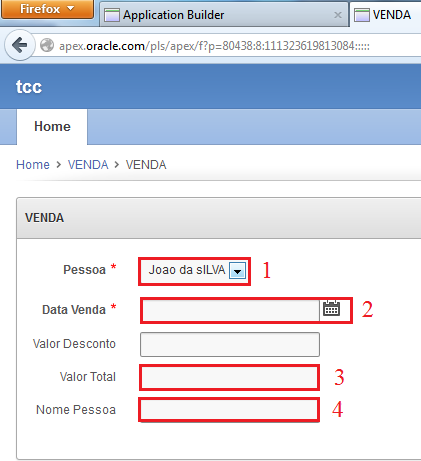 Firefox
Application Builder
VENDA
apex.oracle.com/pls/apex/f?p=80438:8:111323619813084:::::
tcc
Home
Home > VENDA > VENDA
VENDA
Pessoa * Joao da sILVA 1
Data Venda * 2
Valor Desconto
Valor Total 3
Nome Pessoa 4